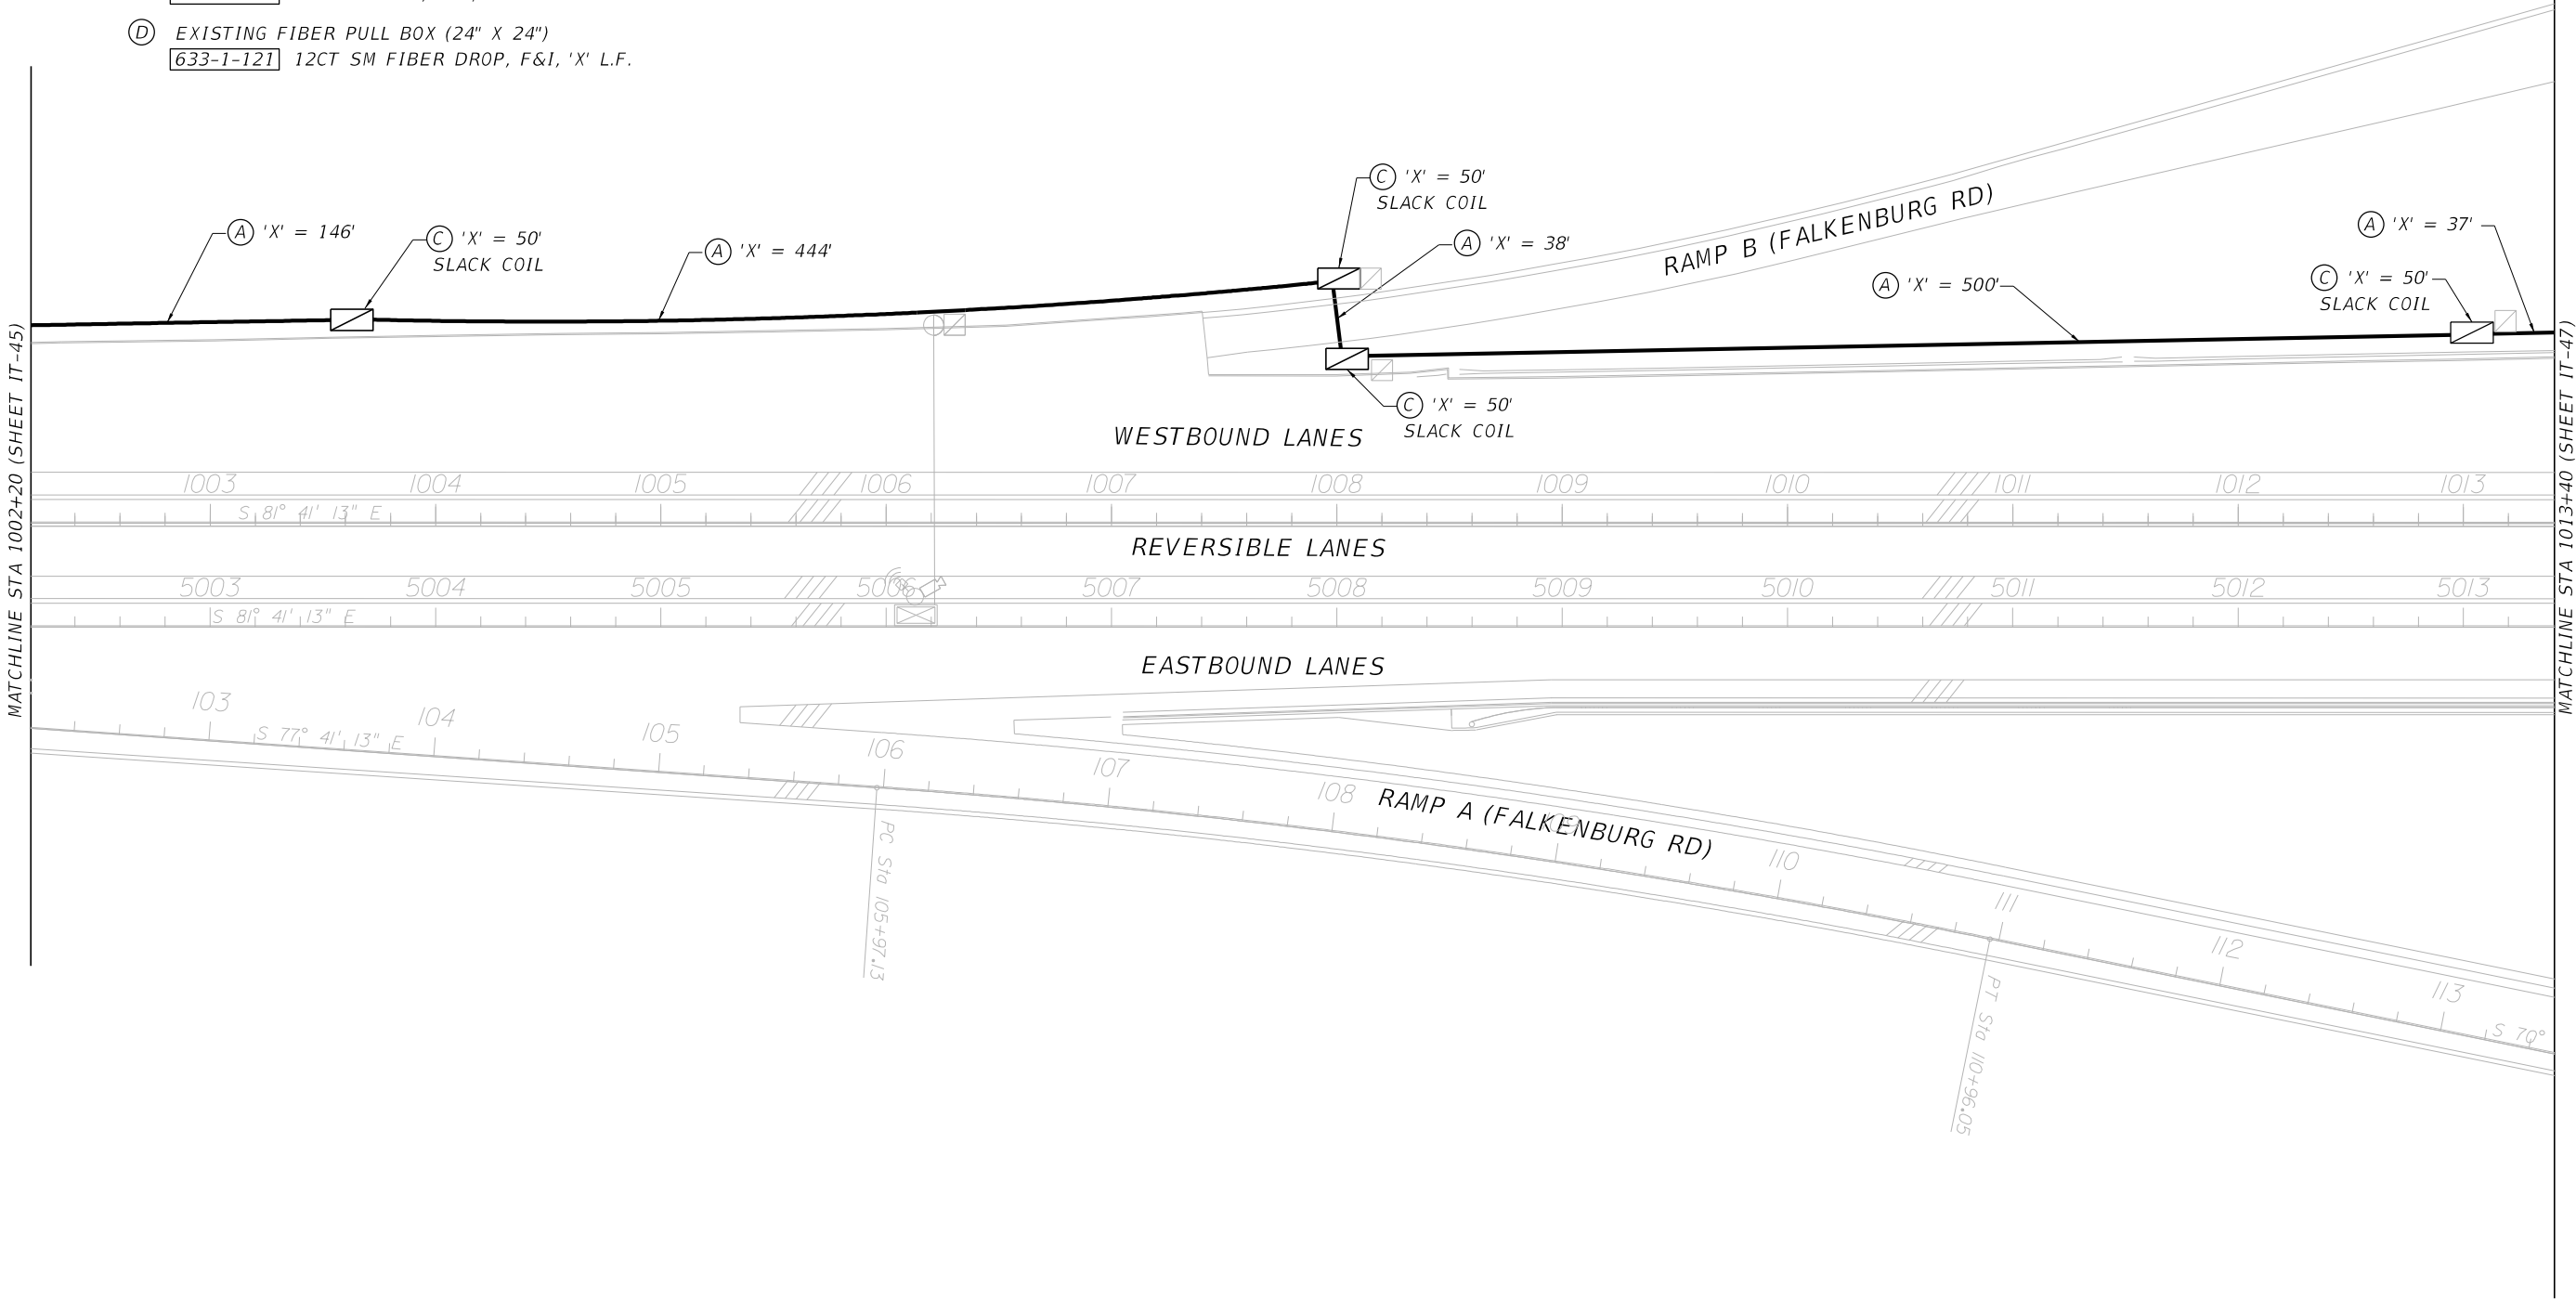 D EXISTING FIBER PULL BOX (24" X 24")
633-1-121 12CT SM FIBER DROP, F&I, 'X' L.F.
C 'X' = 50'
SLACK COIL
A 'X' = 146'
C 'X' = 50'
SLACK COIL
A 'X' = 444'
A 'X' = 38'
RAMP B (FALKENBURG RD)
A 'X' = 500'
A 'X' = 37'
C 'X' = 50'
SLACK COIL
C 'X' = 50'
SLACK COIL
MATCHLINE STA 1002+20 (SHEET IT-45)
MATCHLINE STA 1013+40 (SHEET IT-47)
WESTBOUND LANES
1003 1004 1005 1006 1007 1008 1009 1010 1011 1012 1013
S 81° 41' 13" E
REVERSIBLE LANES
5003 5004 5005 5006 5007 5008 5009 5010 5011 5012 5013
S 81° 41' 13" E
EASTBOUND LANES
103 104 105 106 107 108 109 110 111 112 113
S 77° 41' 13" E
RAMP A (FALKENBURG RD)
PC Sta 105+97.13
PT Sta 110+96.05
S 70°